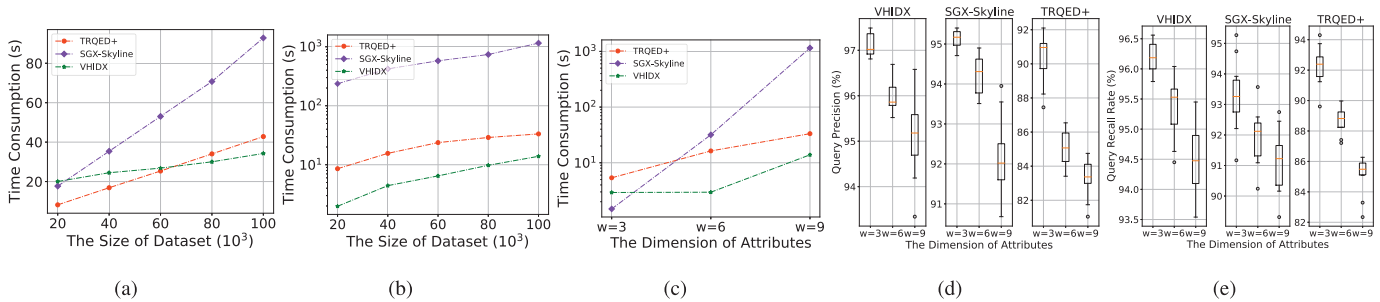 TRQED+
SGX-Skyline
VHIDX
Time Consumption (s)
80
60
40
20
20 40 60 80 100
The Size of Dataset (10³)
(a)
TRQED+
SGX-Skyline
VHIDX
Time Consumption (s)
10³
10²
10¹
20 40 60 80 100
The Size of Dataset (10³)
(b)
TRQED+
SGX-Skyline
VHIDX
Time Consumption (s)
10³
10²
10¹
w=3 w=6 w=9
The Dimension of Attributes
(c)
VHIDX SGX-Skyline TRQED+
Query Precision (%)
97
96
95
94
93
95
94
93
92
91
92
90
88
86
84
82
w=3 w=6 w=9 w=3 w=6 w=9 w=3 w=6 w=9
The Dimension of Attributes
(d)
VHIDX SGX-Skyline TRQED+
Query Recall Rate (%)
96.5
96.0
95.5
95.0
94.5
94.0
93.5
95
94
93
92
91
90
94
92
90
88
86
84
82
w=3 w=6 w=9 w=3 w=6 w=9 w=3 w=6 w=9
The Dimension of Attributes
(e)